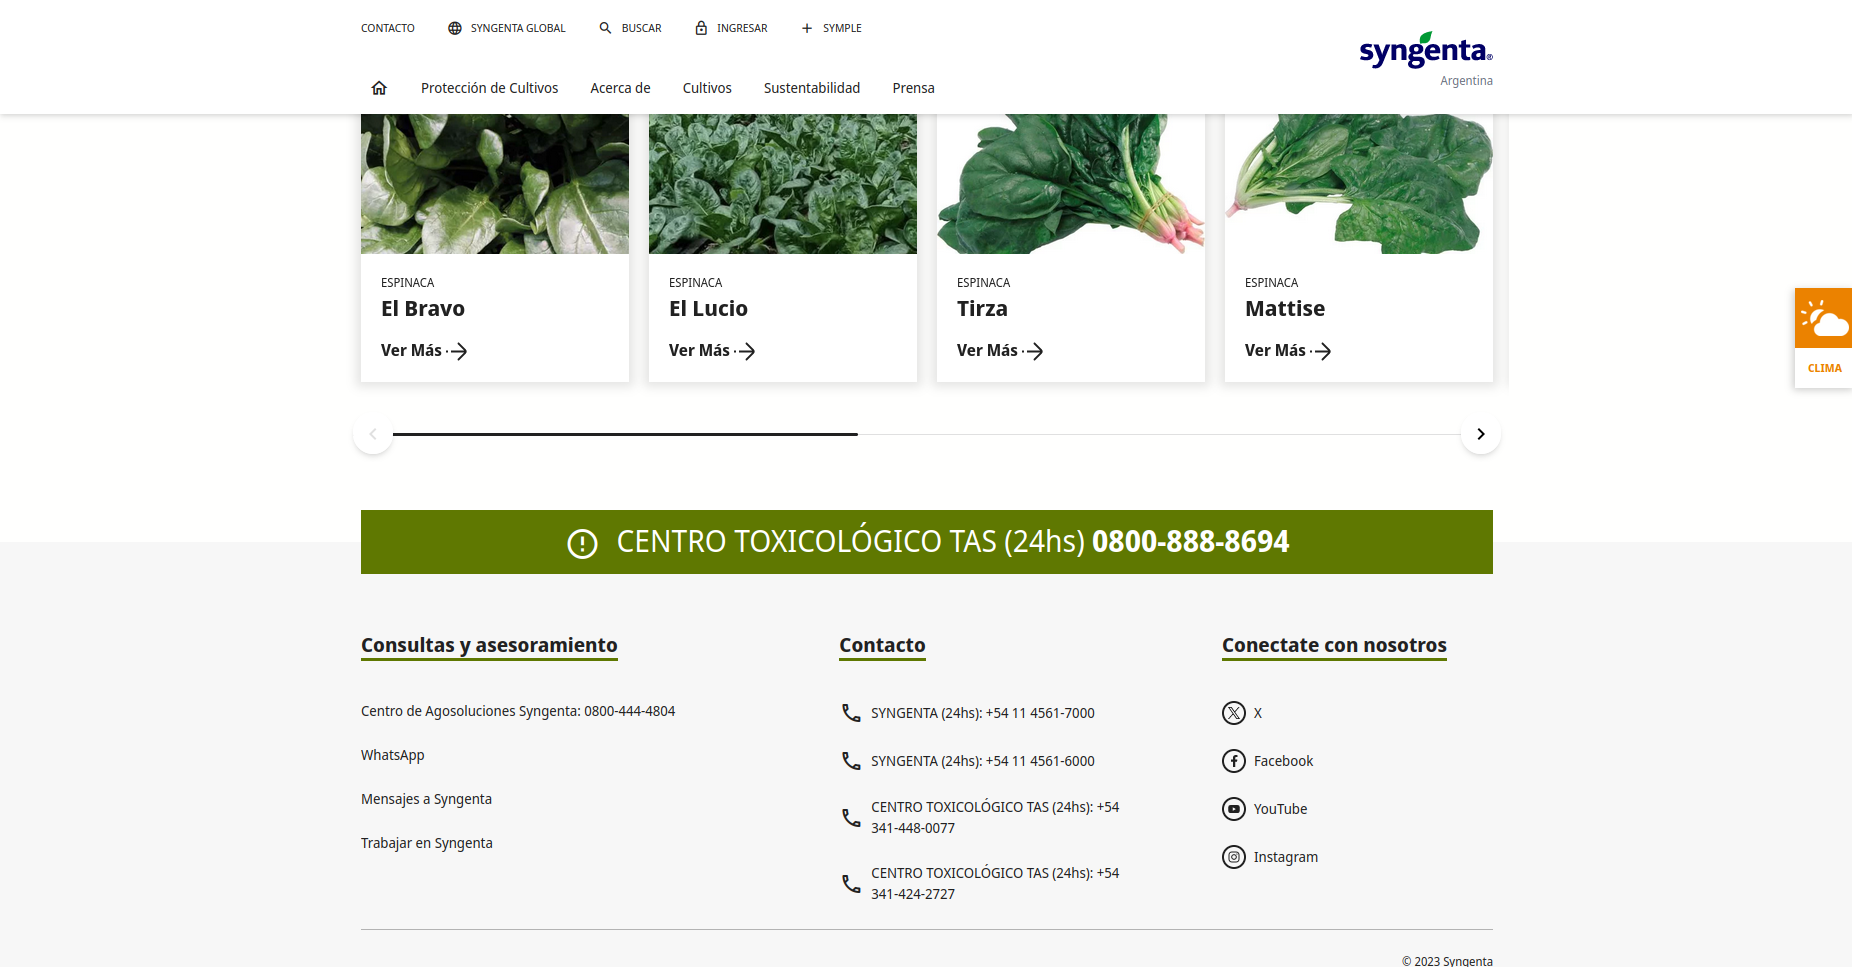 CONTACTO
SYNGENTA GLOBAL
BUSCAR
INGRESAR
SYMPLE
syngenta®
Argentina
Protección de Cultivos
Acerca de
Cultivos
Sustentabilidad
Prensa
ESPINACA
El Bravo
Ver Más
ESPINACA
El Lucio
Ver Más
ESPINACA
Tirza
Ver Más
ESPINACA
Mattise
Ver Más
CLIMA
CENTRO TOXICOLÓGICO TAS (24hs) 0800-888-8694
Consultas y asesoramiento
Centro de Agosoluciones Syngenta: 0800-444-4804
WhatsApp
Mensajes a Syngenta
Trabajar en Syngenta
Contacto
SYNGENTA (24hs): +54 11 4561-7000
SYNGENTA (24hs): +54 11 4561-6000
CENTRO TOXICOLÓGICO TAS (24hs): +54
341-448-0077
CENTRO TOXICOLÓGICO TAS (24hs): +54
341-424-2727
Conectate con nosotros
X
Facebook
YouTube
Instagram
© 2023 Syngenta